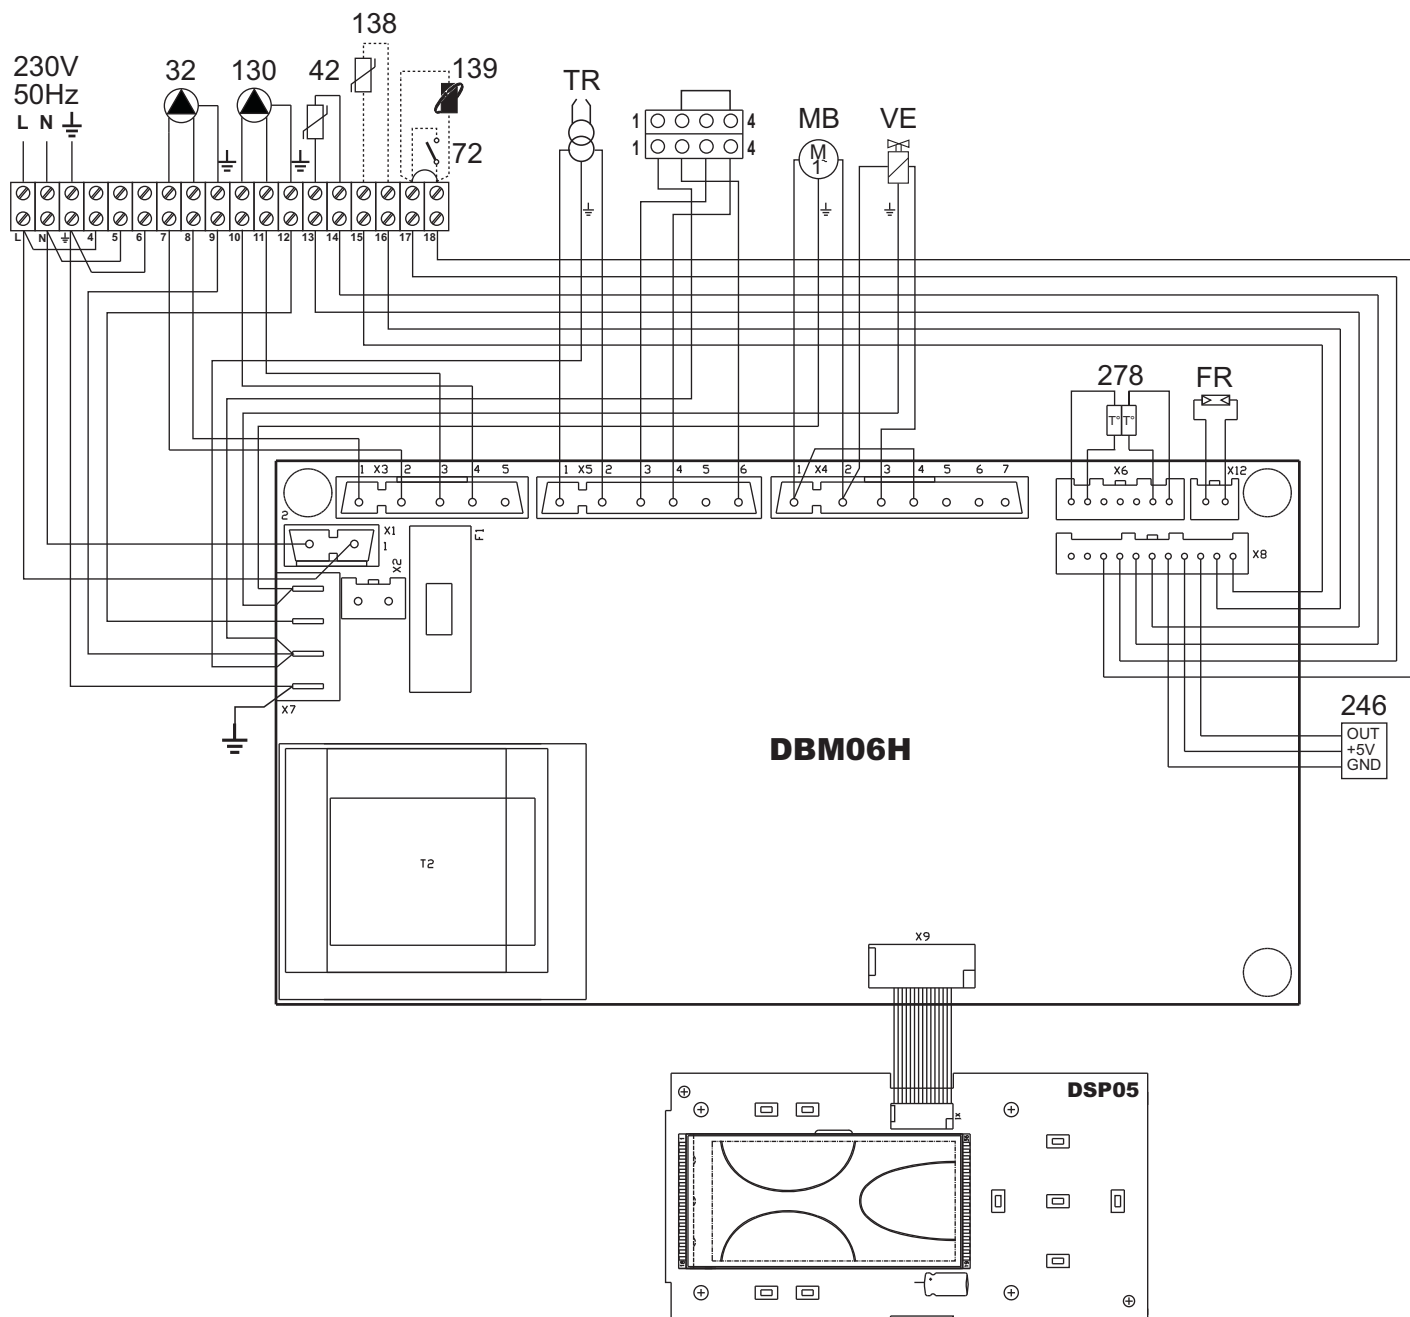 138
230V
50Hz
32 130 42 139 TR
L N
1 4
1 4
MB VE
M
1~
72
L N 4 5 6 7 8 9 10 11 12 13 14 15 16 17 18
278 FR
T° T°
1 X3 2 3 4 5
1 X5 2 3 4 5 6
1 X4 2 3 4 5 6 7
X6 X12
2 X1
1
F1
X2
X8
X7
246
OUT
+5V
GND
DBM06H
T2
X9
DSP05